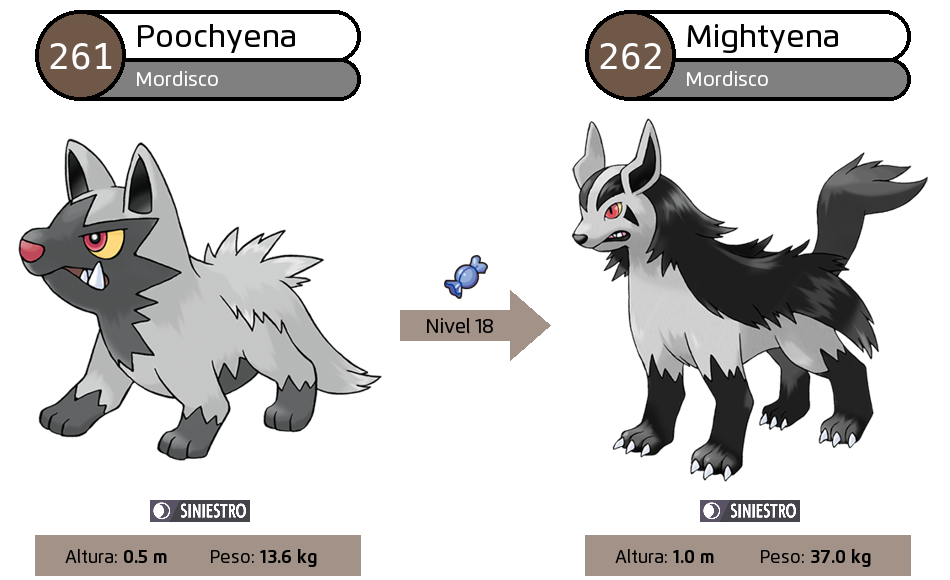 261
Poochyena
Mordisco
262
Mightyena
Mordisco
Nivel 18
SINIESTRO
SINIESTRO
Altura: 0.5 m Peso: 13.6 kg
Altura: 1.0 m Peso: 37.0 kg